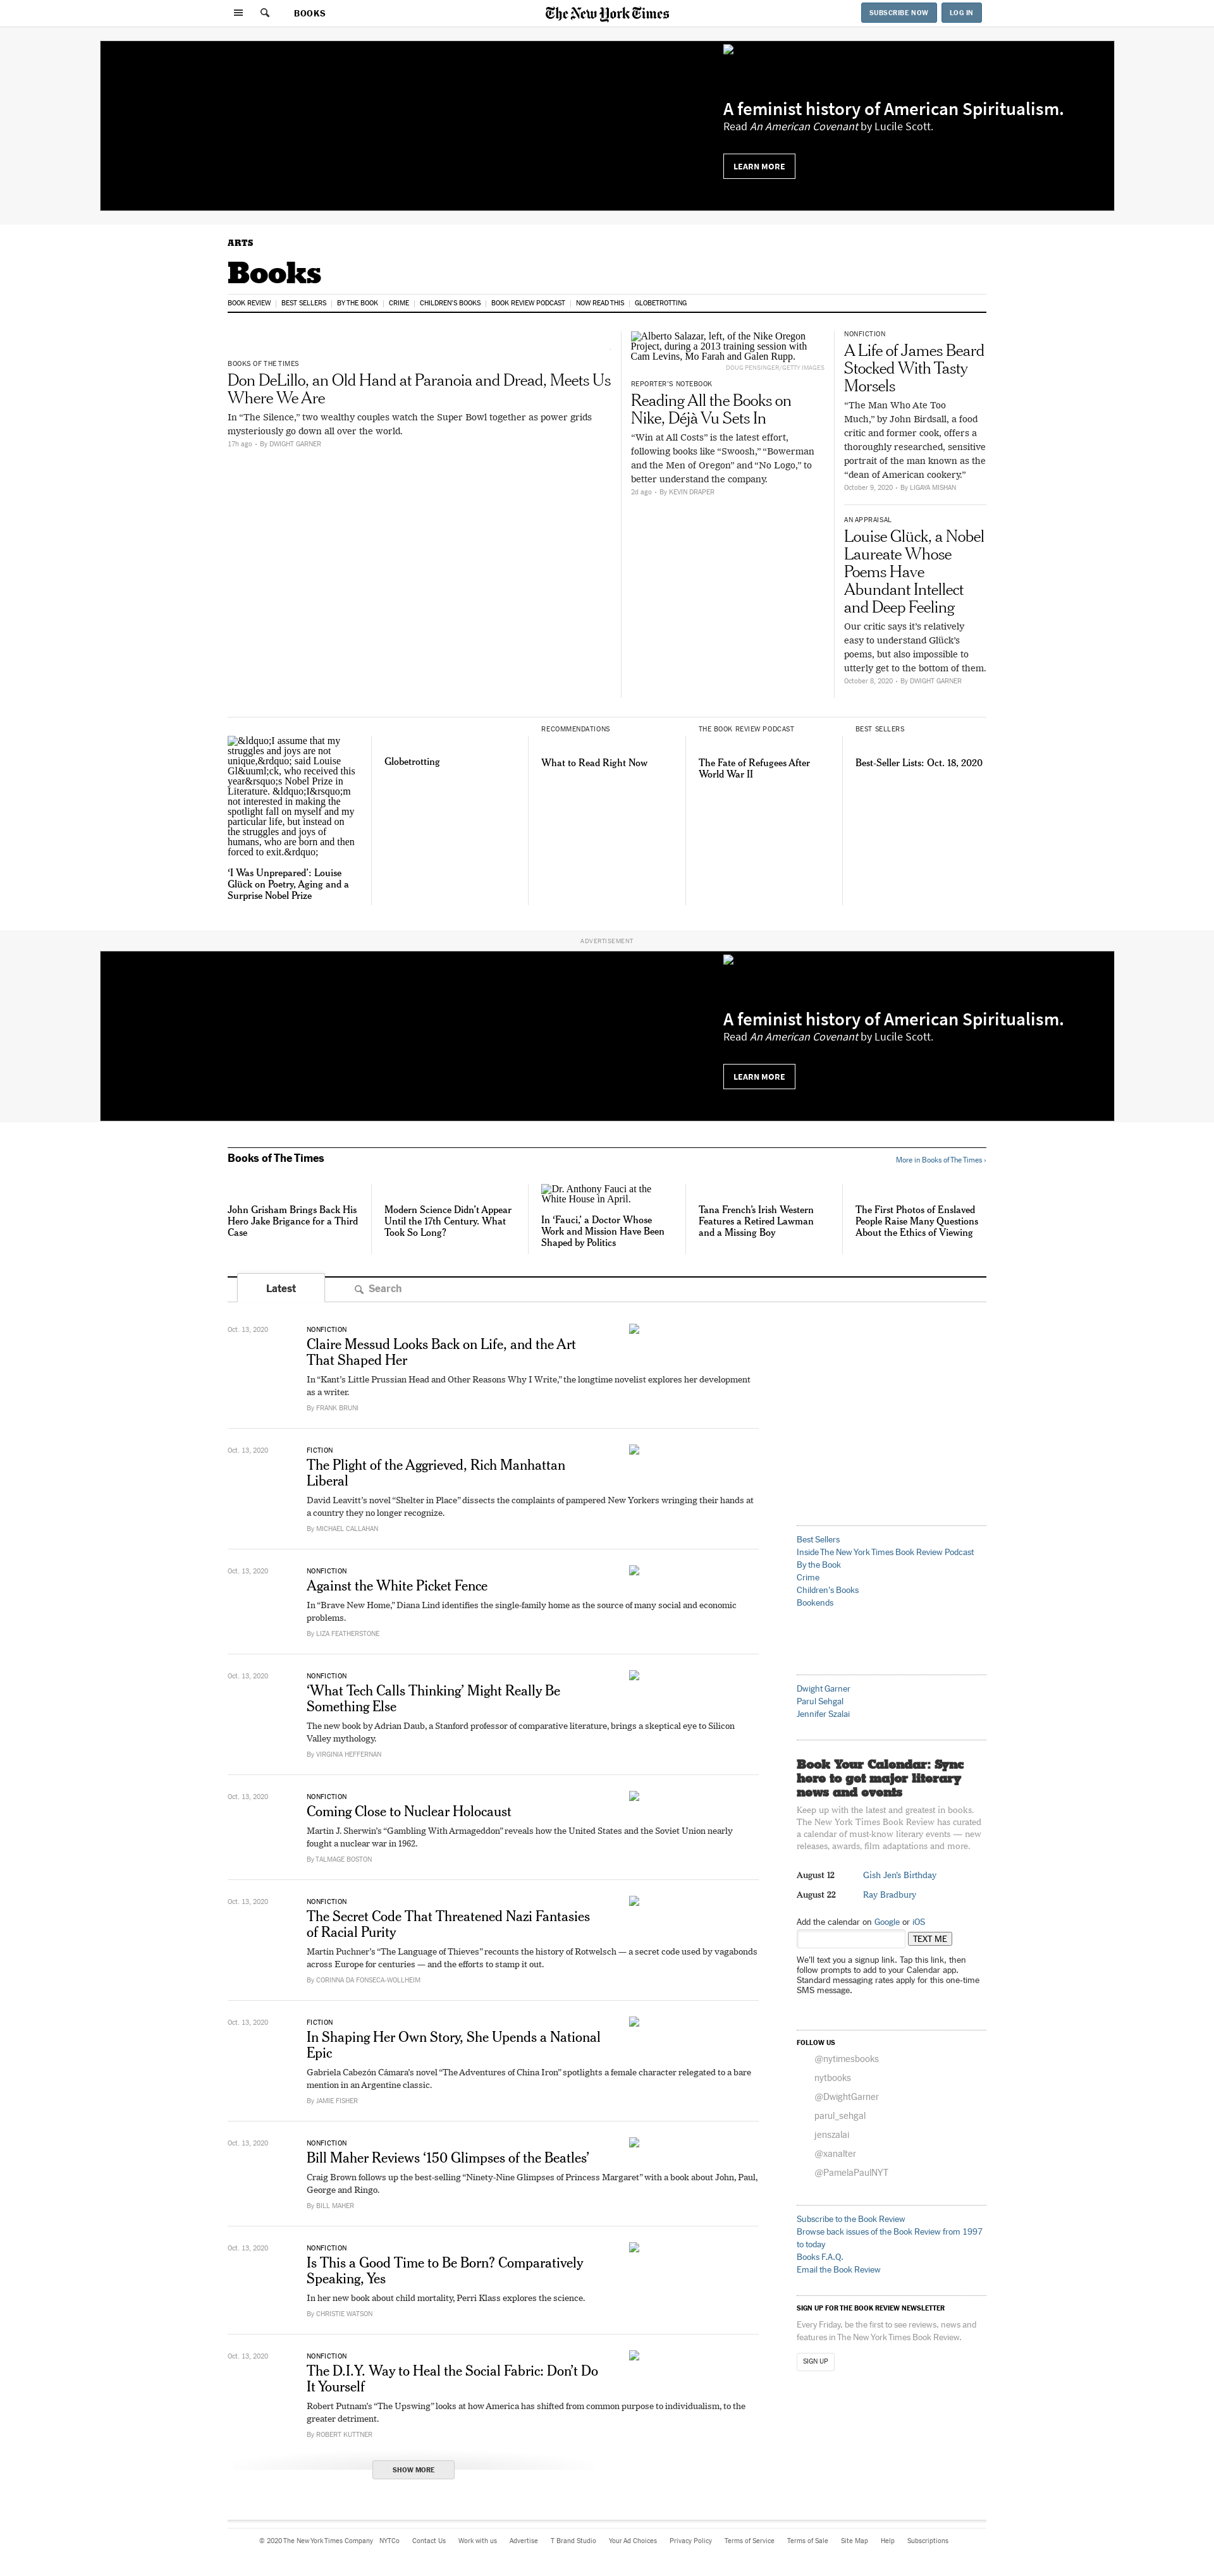 BOOKS
The New York Times
SUBSCRIBE NOW
LOG IN
A feminist history of American Spiritualism.
Read An American Covenant by Lucile Scott.
LEARN MORE
ARTS
Books
BOOK REVIEW
BEST SELLERS
BY THE BOOK
CRIME
CHILDREN'S BOOKS
BOOK REVIEW PODCAST
NOW READ THIS
GLOBETROTTING
BOOKS OF THE TIMES
Don DeLillo, an Old Hand at Paranoia and Dread, Meets Us
Where We Are
In “The Silence,” two wealthy couples watch the Super Bowl together as power grids
mysteriously go down all over the world.
17h ago • By DWIGHT GARNER
Alberto Salazar, left, of the Nike Oregon
Project, during a 2013 training session with
Cam Levins, Mo Farah and Galen Rupp.
DOUG PENSINGER/GETTY IMAGES
REPORTER'S NOTEBOOK
Reading All the Books on
Nike, Déjà Vu Sets In
“Win at All Costs” is the latest effort,
following books like “Swoosh,” “Bowerman
and the Men of Oregon” and “No Logo,” to
better understand the company.
2d ago • By KEVIN DRAPER
NONFICTION
A Life of James Beard
Stocked With Tasty
Morsels
“The Man Who Ate Too
Much,” by John Birdsall, a food
critic and former cook, offers a
thoroughly researched, sensitive
portrait of the man known as the
“dean of American cookery.”
October 9, 2020 • By LIGAYA MISHAN
AN APPRAISAL
Louise Glück, a Nobel
Laureate Whose
Poems Have
Abundant Intellect
and Deep Feeling
Our critic says it’s relatively
easy to understand Glück’s
poems, but also impossible to
utterly get to the bottom of them.
October 8, 2020 • By DWIGHT GARNER
&ldquo;I assume that my
struggles and joys are not
unique,&rdquo; said Louise
Gl&uuml;ck, who received this
year&rsquo;s Nobel Prize in
Literature. &ldquo;I&rsquo;m
not interested in making the
spotlight fall on myself and my
particular life, but instead on
the struggles and joys of
humans, who are born and then
forced to exit.&rdquo;
‘I Was Unprepared’: Louise
Glück on Poetry, Aging and a
Surprise Nobel Prize
Globetrotting
RECOMMENDATIONS
What to Read Right Now
THE BOOK REVIEW PODCAST
The Fate of Refugees After
World War II
BEST SELLERS
Best-Seller Lists: Oct. 18, 2020
ADVERTISEMENT
A feminist history of American Spiritualism.
Read An American Covenant by Lucile Scott.
LEARN MORE
Books of The Times
More in Books of The Times ›
John Grisham Brings Back His
Hero Jake Brigance for a Third
Case
Modern Science Didn’t Appear
Until the 17th Century. What
Took So Long?
Dr. Anthony Fauci at the
White House in April.
In ‘Fauci,’ a Doctor Whose
Work and Mission Have Been
Shaped by Politics
Tana French’s Irish Western
Features a Retired Lawman
and a Missing Boy
The First Photos of Enslaved
People Raise Many Questions
About the Ethics of Viewing
Latest
Search
Oct. 13, 2020
NONFICTION
Claire Messud Looks Back on Life, and the Art
That Shaped Her
In “Kant’s Little Prussian Head and Other Reasons Why I Write,” the longtime novelist explores her development
as a writer.
By FRANK BRUNI
Oct. 13, 2020
FICTION
The Plight of the Aggrieved, Rich Manhattan
Liberal
David Leavitt’s novel “Shelter in Place” dissects the complaints of pampered New Yorkers wringing their hands at
a country they no longer recognize.
By MICHAEL CALLAHAN
Oct. 13, 2020
NONFICTION
Against the White Picket Fence
In “Brave New Home,” Diana Lind identifies the single-family home as the source of many social and economic
problems.
By LIZA FEATHERSTONE
Oct. 13, 2020
NONFICTION
‘What Tech Calls Thinking’ Might Really Be
Something Else
The new book by Adrian Daub, a Stanford professor of comparative literature, brings a skeptical eye to Silicon
Valley mythology.
By VIRGINIA HEFFERNAN
Oct. 13, 2020
NONFICTION
Coming Close to Nuclear Holocaust
Martin J. Sherwin’s “Gambling With Armageddon” reveals how the United States and the Soviet Union nearly
fought a nuclear war in 1962.
By TALMAGE BOSTON
Oct. 13, 2020
NONFICTION
The Secret Code That Threatened Nazi Fantasies
of Racial Purity
Martin Puchner’s “The Language of Thieves” recounts the history of Rotwelsch — a secret code used by vagabonds
across Europe for centuries — and the efforts to stamp it out.
By CORINNA DA FONSECA-WOLLHEIM
Oct. 13, 2020
FICTION
In Shaping Her Own Story, She Upends a National
Epic
Gabriela Cabezón Cámara’s novel “The Adventures of China Iron” spotlights a female character relegated to a bare
mention in an Argentine classic.
By JAMIE FISHER
Oct. 13, 2020
NONFICTION
Bill Maher Reviews ‘150 Glimpses of the Beatles’
Craig Brown follows up the best-selling “Ninety-Nine Glimpses of Princess Margaret” with a book about John, Paul,
George and Ringo.
By BILL MAHER
Oct. 13, 2020
NONFICTION
Is This a Good Time to Be Born? Comparatively
Speaking, Yes
In her new book about child mortality, Perri Klass explores the science.
By CHRISTIE WATSON
Oct. 13, 2020
NONFICTION
The D.I.Y. Way to Heal the Social Fabric: Don’t Do
It Yourself
Robert Putnam’s “The Upswing” looks at how America has shifted from common purpose to individualism, to the
greater detriment.
By ROBERT KUTTNER
SHOW MORE
Best Sellers
Inside The New York Times Book Review Podcast
By the Book
Crime
Children's Books
Bookends
Dwight Garner
Parul Sehgal
Jennifer Szalai
Book Your Calendar: Sync
here to get major literary
news and events
Keep up with the latest and greatest in books.
The New York Times Book Review has curated
a calendar of must-know literary events — new
releases, awards, film adaptations and more.
August 12 Gish Jen's Birthday
August 22 Ray Bradbury
Add the calendar on Google or iOS
TEXT ME
We'll text you a signup link. Tap this link, then
follow prompts to add to your Calendar app.
Standard messaging rates apply for this one-time
SMS message.
FOLLOW US
@nytimesbooks
nytbooks
@DwightGarner
parul_sehgal
jenszalai
@xanalter
@PamelaPaulNYT
Subscribe to the Book Review
Browse back issues of the Book Review from 1997
to today
Books F.A.Q.
Email the Book Review
SIGN UP FOR THE BOOK REVIEW NEWSLETTER
Every Friday, be the first to see reviews, news and
features in The New York Times Book Review.
SIGN UP
© 2020 The New York Times Company
NYTCo
Contact Us
Work with us
Advertise
T Brand Studio
Your Ad Choices
Privacy Policy
Terms of Service
Terms of Sale
Site Map
Help
Subscriptions